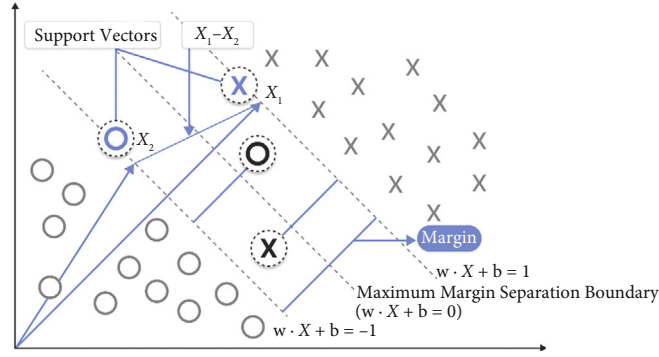 Support Vectors
X₁–X₂
X₁
X₂
Margin
w · X + b = 1
Maximum Margin Separation Boundary
(w · X + b = 0)
w · X + b = –1